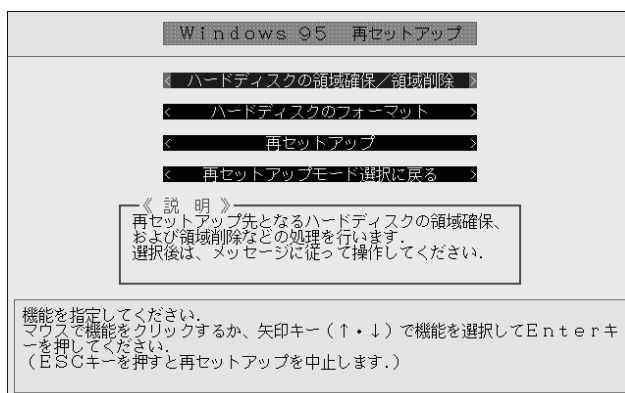 Ｗｉｎｄｏｗｓ ９５　再セットアップ
< ハードディスクの領域確保／領域削除 >
< ハードディスクのフォーマット >
< 再セットアップ >
< 再セットアップモード選択に戻る >
《 説　明 》
再セットアップ先となるハードディスクの領域確保、
および領域削除などの処理を行います．
選択後は、メッセージに従って操作してください．
機能を指定してください．
マウスで機能をクリックするか、矢印キー（↑・↓）で機能を選択してＥｎｔｅｒキ
ーを押してください．
（ＥＳＣキーを押すと再セットアップを中止します．）